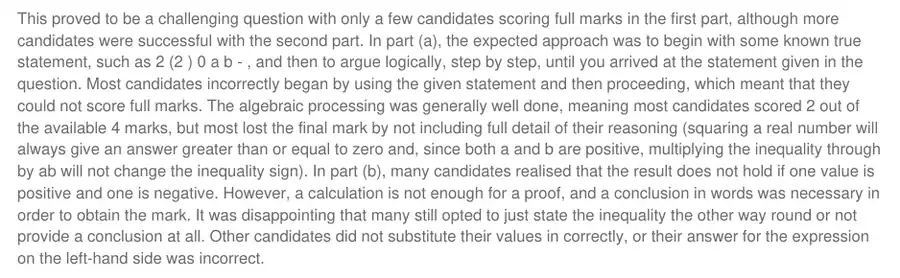 This proved to be a challenging question with only a few candidates scoring full marks in the first part, although more
candidates were successful with the second part. In part (a), the expected approach was to begin with some known true
statement, such as 2 (2 ) 0 a b - , and then to argue logically, step by step, until you arrived at the statement given in the
question. Most candidates incorrectly began by using the given statement and then proceeding, which meant that they
could not score full marks. The algebraic processing was generally well done, meaning most candidates scored 2 out of
the available 4 marks, but most lost the final mark by not including full detail of their reasoning (squaring a real number will
always give an answer greater than or equal to zero and, since both a and b are positive, multiplying the inequality through
by ab will not change the inequality sign). In part (b), many candidates realised that the result does not hold if one value is
positive and one is negative. However, a calculation is not enough for a proof, and a conclusion in words was necessary in
order to obtain the mark. It was disappointing that many still opted to just state the inequality the other way round or not
provide a conclusion at all. Other candidates did not substitute their values in correctly, or their answer for the expression
on the left-hand side was incorrect.